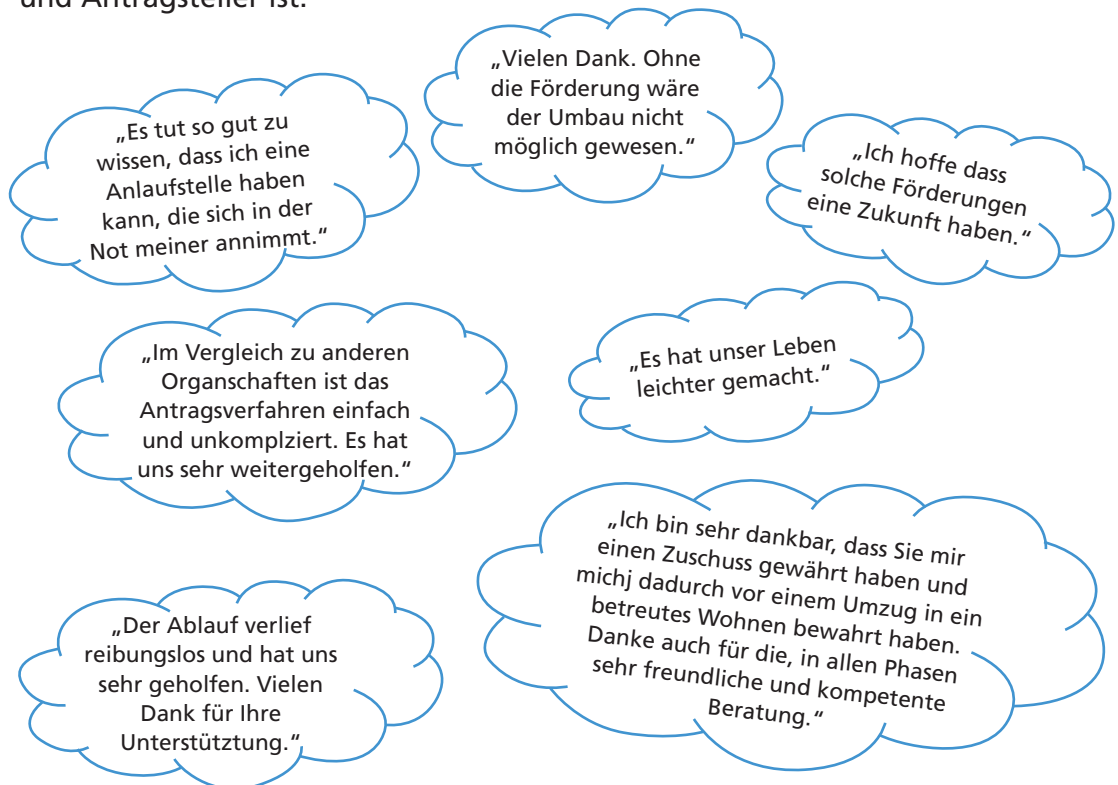 und Antragsteller ist.
„Vielen Dank. Ohne
die Förderung wäre
der Umbau nicht
möglich gewesen.“
„Es tut so gut zu
wissen, dass ich eine
Anlaufstelle haben
kann, die sich in der
Not meiner annimmt.“
„Ich hoffe dass
solche Förderungen
eine Zukunft haben.“
„Im Vergleich zu anderen
Organschaften ist das
Antragsverfahren einfach
und unkomplziert. Es hat
uns sehr weitergeholfen.“
„Es hat unser Leben
leichter gemacht.“
„Ich bin sehr dankbar, dass Sie mir
einen Zuschuss gewährt haben und
michj dadurch vor einem Umzug in ein
betreutes Wohnen bewahrt haben.
Danke auch für die, in allen Phasen
sehr freundliche und kompetente
Beratung.“
„Der Ablauf verlief
reibungslos und hat uns
sehr geholfen. Vielen
Dank für Ihre
Unterstütztung.“